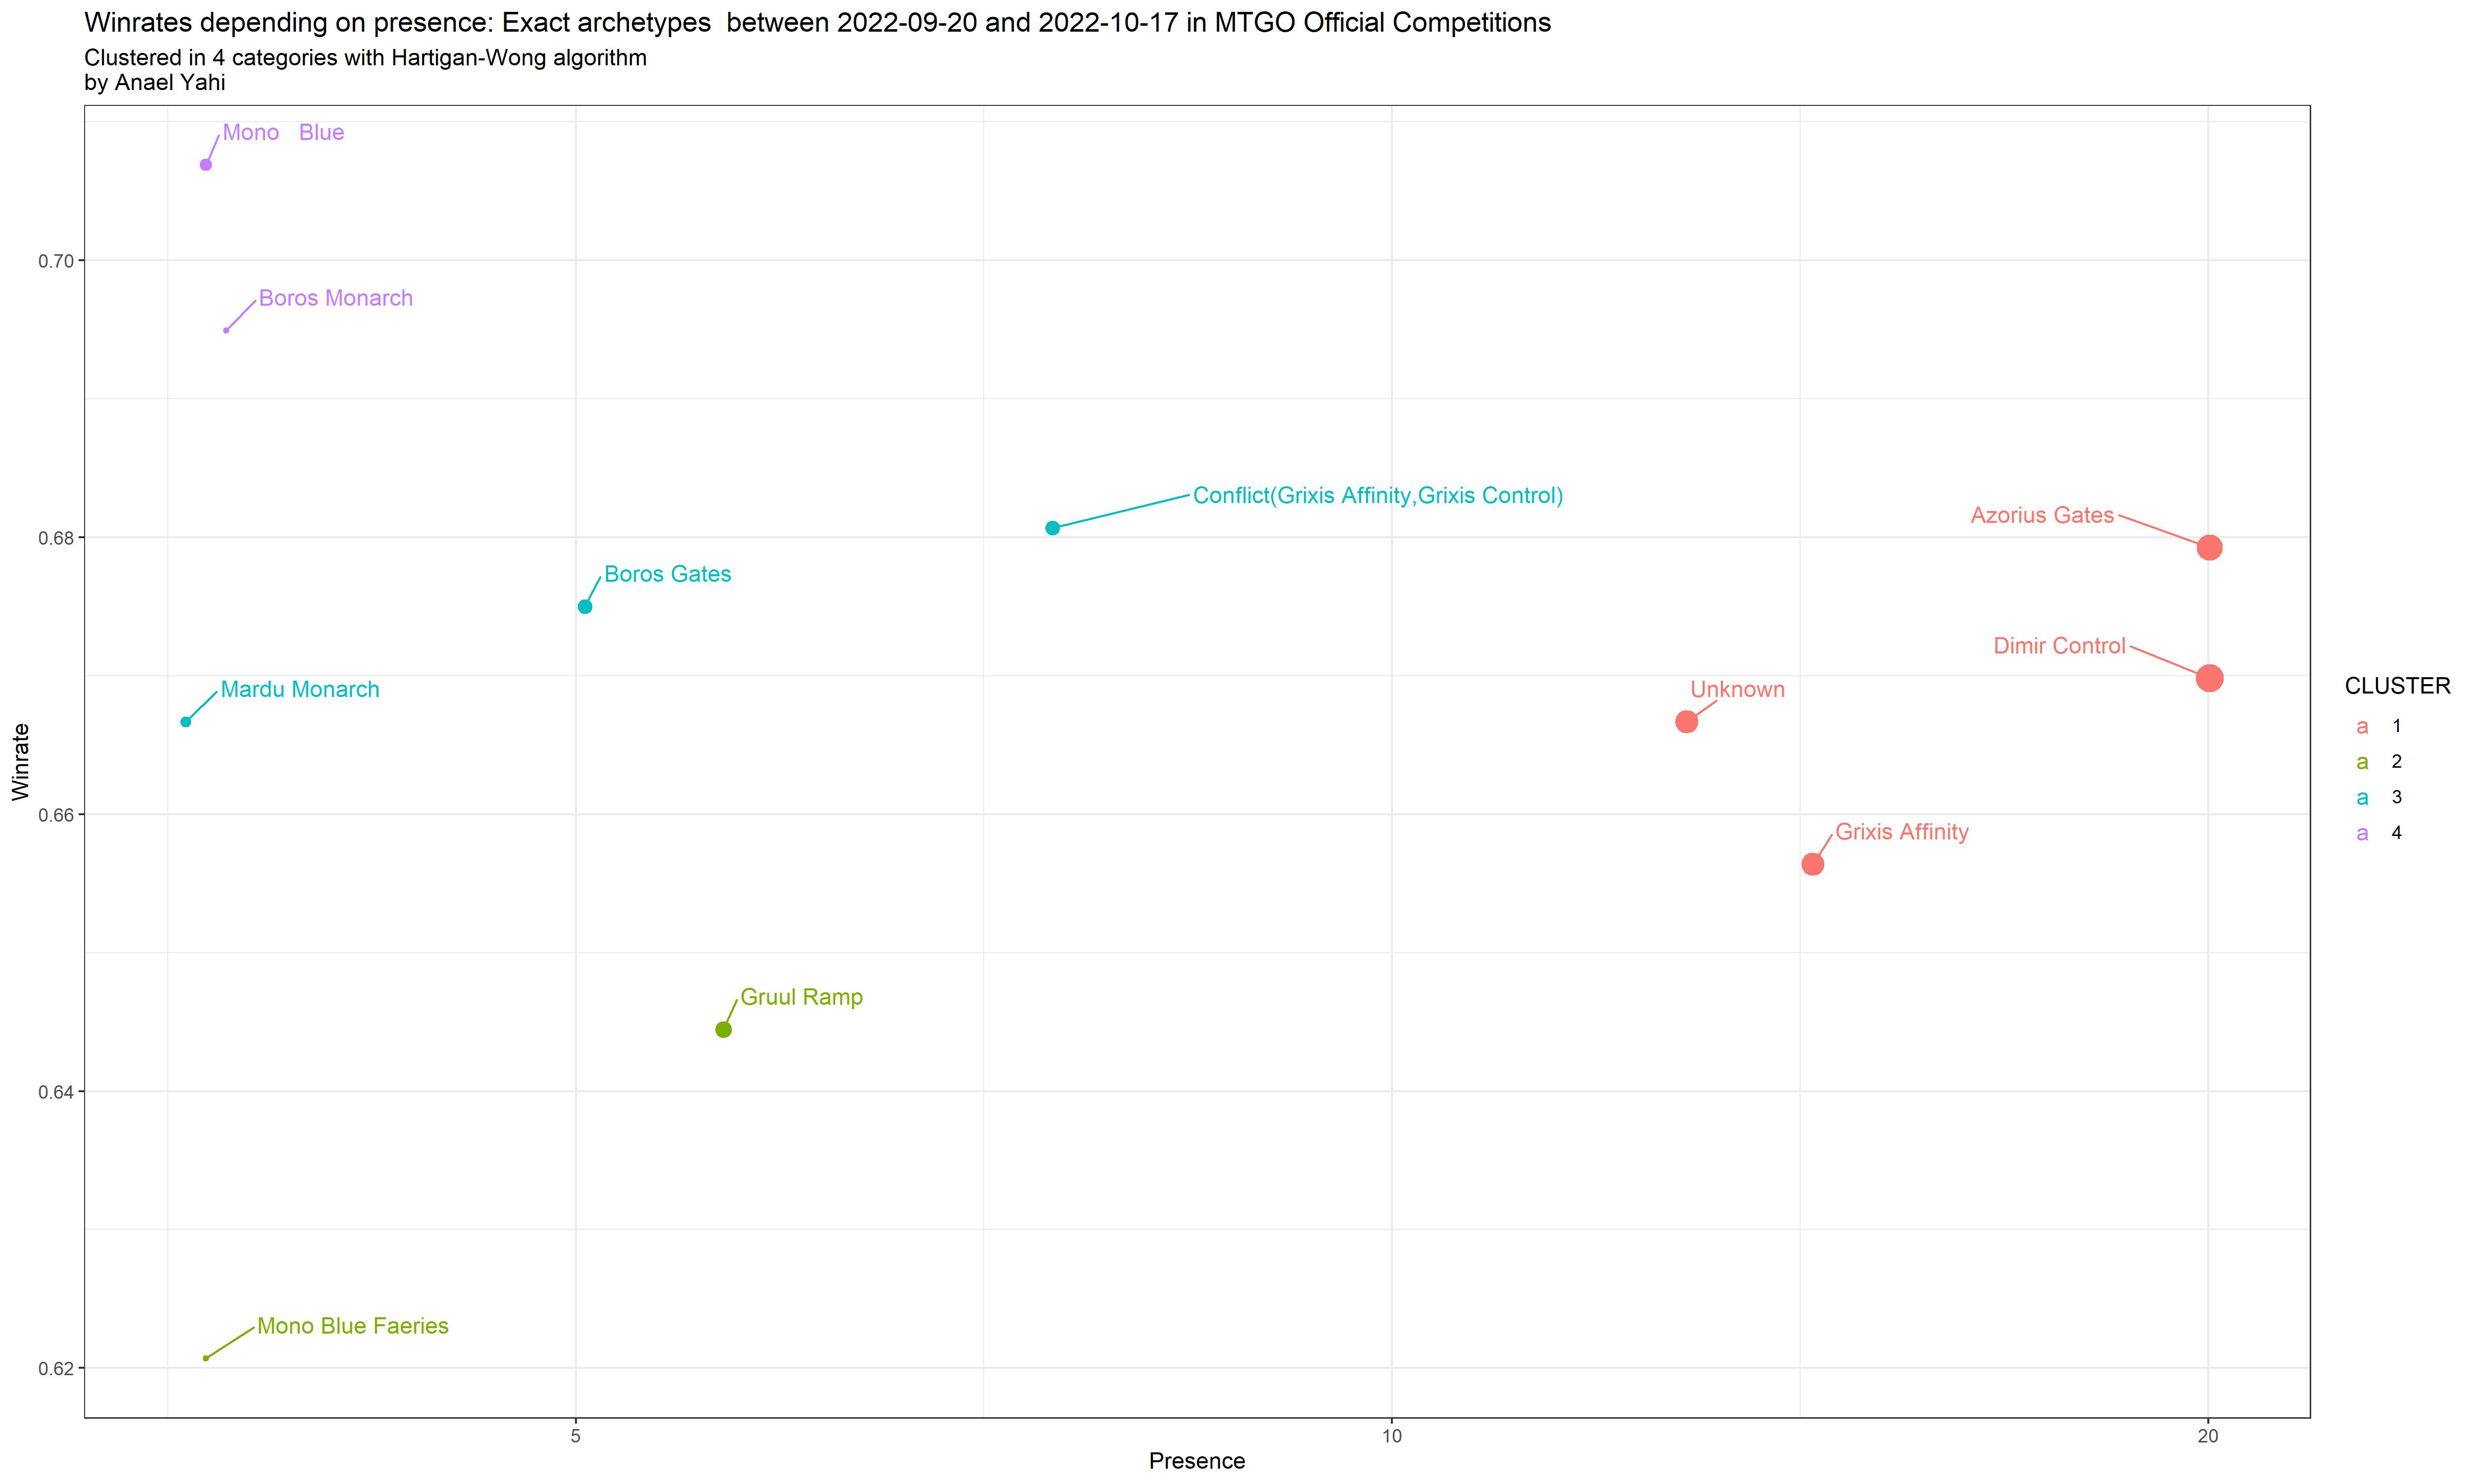 Winrates depending on presence: Exact archetypes  between 2022-09-20 and 2022-10-17 in MTGO Official Competitions
Clustered in 4 categories with Hartigan-Wong algorithm
by Anael Yahi
Mono   Blue
0.70
Boros Monarch
Conflict(Grixis Affinity,Grixis Control)
Azorius Gates
0.68
Boros Gates
Dimir Control
Mardu Monarch
Unknown
CLUSTER
a 1
a 2
a 3
a 4
Winrate
0.66
Grixis Affinity
Gruul Ramp
0.64
Mono Blue Faeries
0.62
5 10 20
Presence